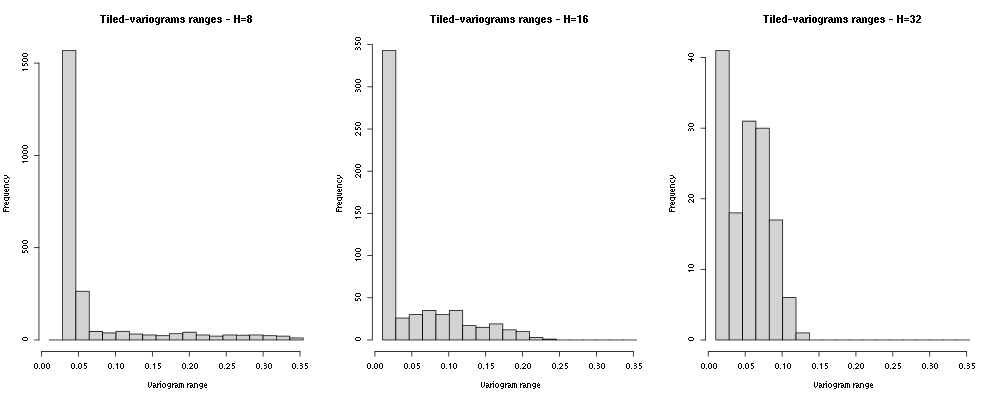 Tiled-variograms ranges - H=8
Frequency
1500
1000
500
0
0.00 0.05 0.10 0.15 0.20 0.25 0.30 0.35
Variogram range
Tiled-variograms ranges - H=16
Frequency
350
300
250
200
150
100
50
0
0.00 0.05 0.10 0.15 0.20 0.25 0.30 0.35
Variogram range
Tiled-variograms ranges - H=32
Frequency
40
30
20
10
0
0.00 0.05 0.10 0.15 0.20 0.25 0.30 0.35
Variogram range